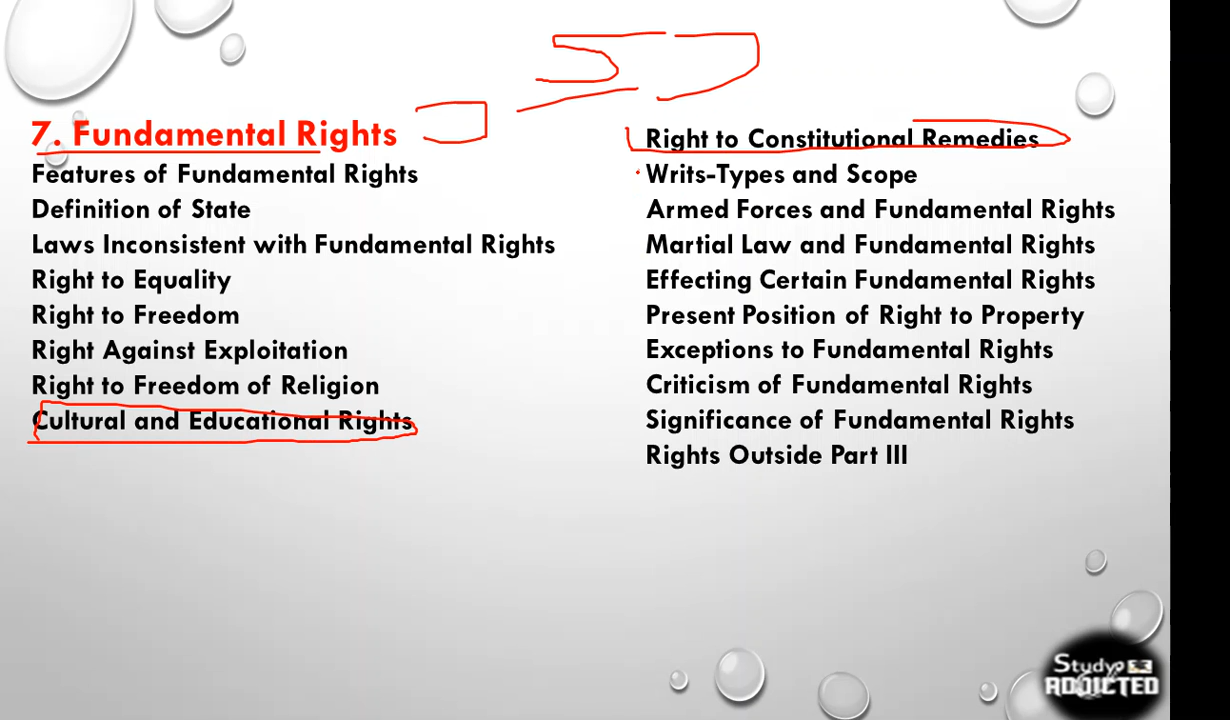 7. Fundamental Rights
Features of Fundamental Rights
Definition of State
Laws Inconsistent with Fundamental Rights
Right to Equality
Right to Freedom
Right Against Exploitation
Right to Freedom of Religion
Cultural and Educational Rights
Right to Constitutional Remedies
Writs-Types and Scope
Armed Forces and Fundamental Rights
Martial Law and Fundamental Rights
Effecting Certain Fundamental Rights
Present Position of Right to Property
Exceptions to Fundamental Rights
Criticism of Fundamental Rights
Significance of Fundamental Rights
Rights Outside Part III
Study
ADDICTED